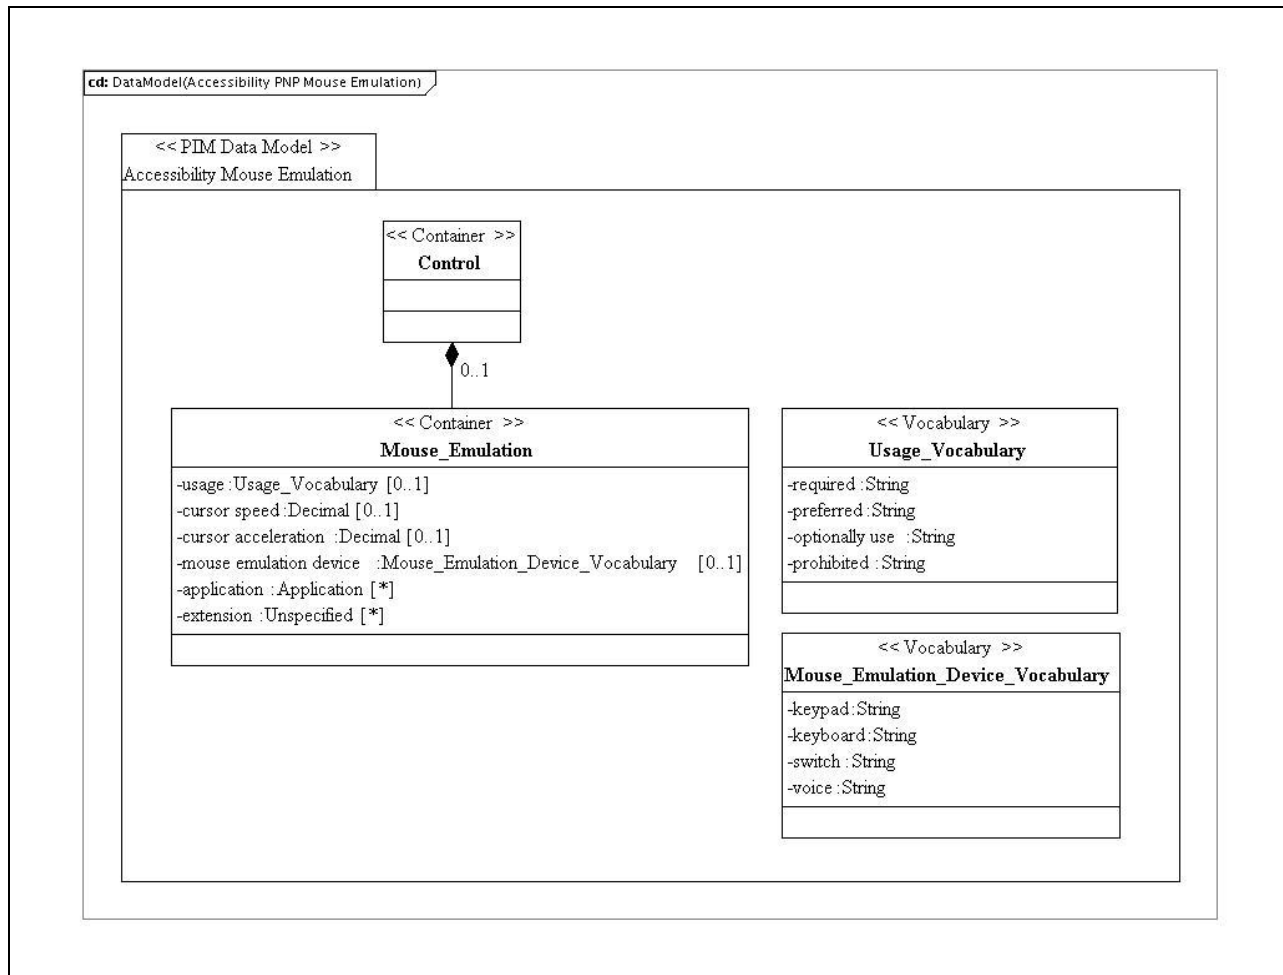 cd: DataModel(Accessibility PNP Mouse Emulation)
<< PIM Data Model >>
Accessibility Mouse Emulation
<< Container >>
Control
0..1
<< Container >>
Mouse_Emulation
-usage :Usage_Vocabulary [0..1]
-cursor speed :Decimal [0..1]
-cursor acceleration :Decimal [0..1]
-mouse emulation device :Mouse_Emulation_Device_Vocabulary [0..1]
-application :Application [*]
-extension :Unspecified [*]
<< Vocabulary >>
Usage_Vocabulary
-required :String
-preferred :String
-optionally use :String
-prohibited :String
<< Vocabulary >>
Mouse_Emulation_Device_Vocabulary
-keypad :String
-keyboard :String
-switch :String
-voice :String